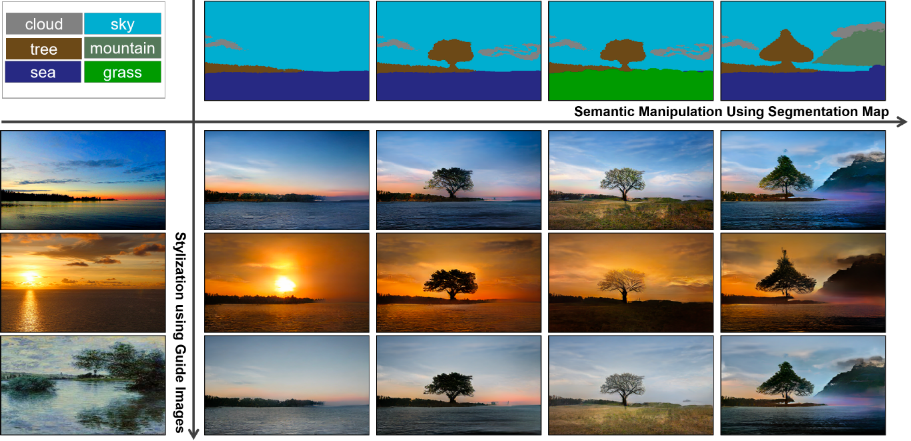 cloud sky
tree mountain
sea grass
Semantic Manipulation Using Segmentation Map
Stylization using Guide Images